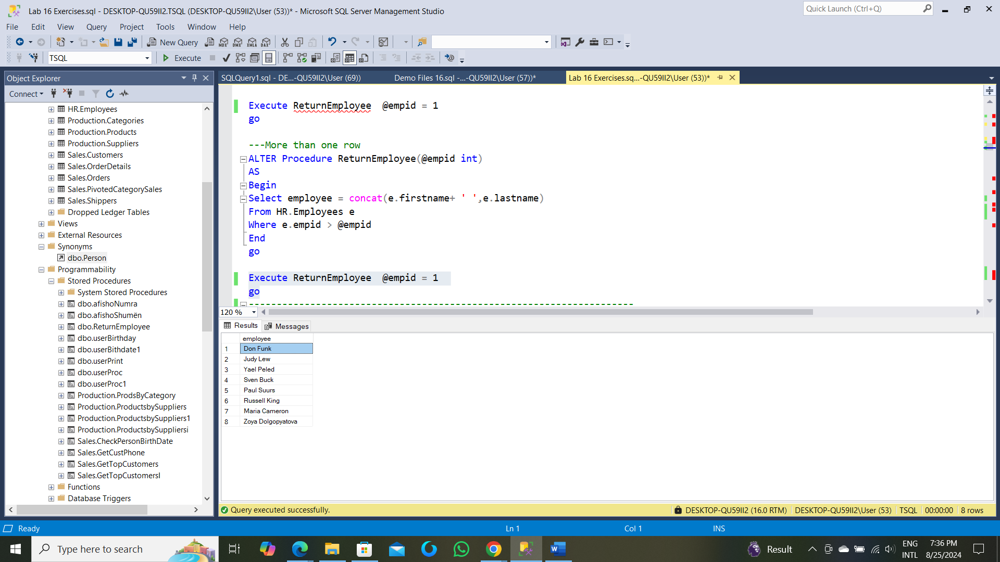 Lab 16 Exercises.sql - DESKTOP-QU59II2.TSQL (DESKTOP-QU59II2\User (53))* - Microsoft SQL Server Management Studio
Quick Launch (Ctrl+Q)
File Edit View Query Project Tools Window Help
New Query MDX DMX XMLA DAX
TSQL Execute
Object Explorer
Connect
HR.Employees
Production.Categories
Production.Products
Production.Suppliers
Sales.Customers
Sales.OrderDetails
Sales.Orders
Sales.PivotedCategorySales
Sales.Shippers
Dropped Ledger Tables
Views
External Resources
Synonyms
dbo.Person
Programmability
Stored Procedures
System Stored Procedures
dbo.afishoNumra
dbo.afishoShumën
dbo.ReturnEmployee
dbo.userBirthday
dbo.userBithdate1
dbo.userPrint
dbo.userProc
dbo.userProc1
Production.ProdsByCategory
Production.ProductsbySuppliers
Production.ProductsbySuppliers1
Production.ProductsbySuppliersi
Sales.CheckPersonBirthDate
Sales.GetCustPhone
Sales.GetTopCustomers
Sales.GetTopCustomersI
Functions
Database Triggers
SQLQuery1.sql - DE...-QU59II2\User (69)) Demo Files 16.sql -...-QU59II2\User (57))* Lab 16 Exercises.sq...-QU59II2\User (53))*
Execute ReturnEmployee @empid = 1
go
---More than one row
ALTER Procedure ReturnEmployee(@empid int)
AS
Begin
Select employee = concat(e.firstname+ ' ',e.lastname)
From HR.Employees e
Where e.empid > @empid
End
go
Execute ReturnEmployee @empid = 1
go
---------------------------------------------------------------------
120 %
Results Messages
employee
1 Don Funk
2 Judy Lew
3 Yael Peled
4 Sven Buck
5 Paul Suurs
6 Russell King
7 Maria Cameron
8 Zoya Dolgopyatova
Query executed successfully. DESKTOP-QU59II2 (16.0 RTM) DESKTOP-QU59II2\User (53) TSQL 00:00:00 8 rows
Ready Ln 1 Col 1 INS
Type here to search
Result
ENG
INTL
7:36 PM
8/25/2024